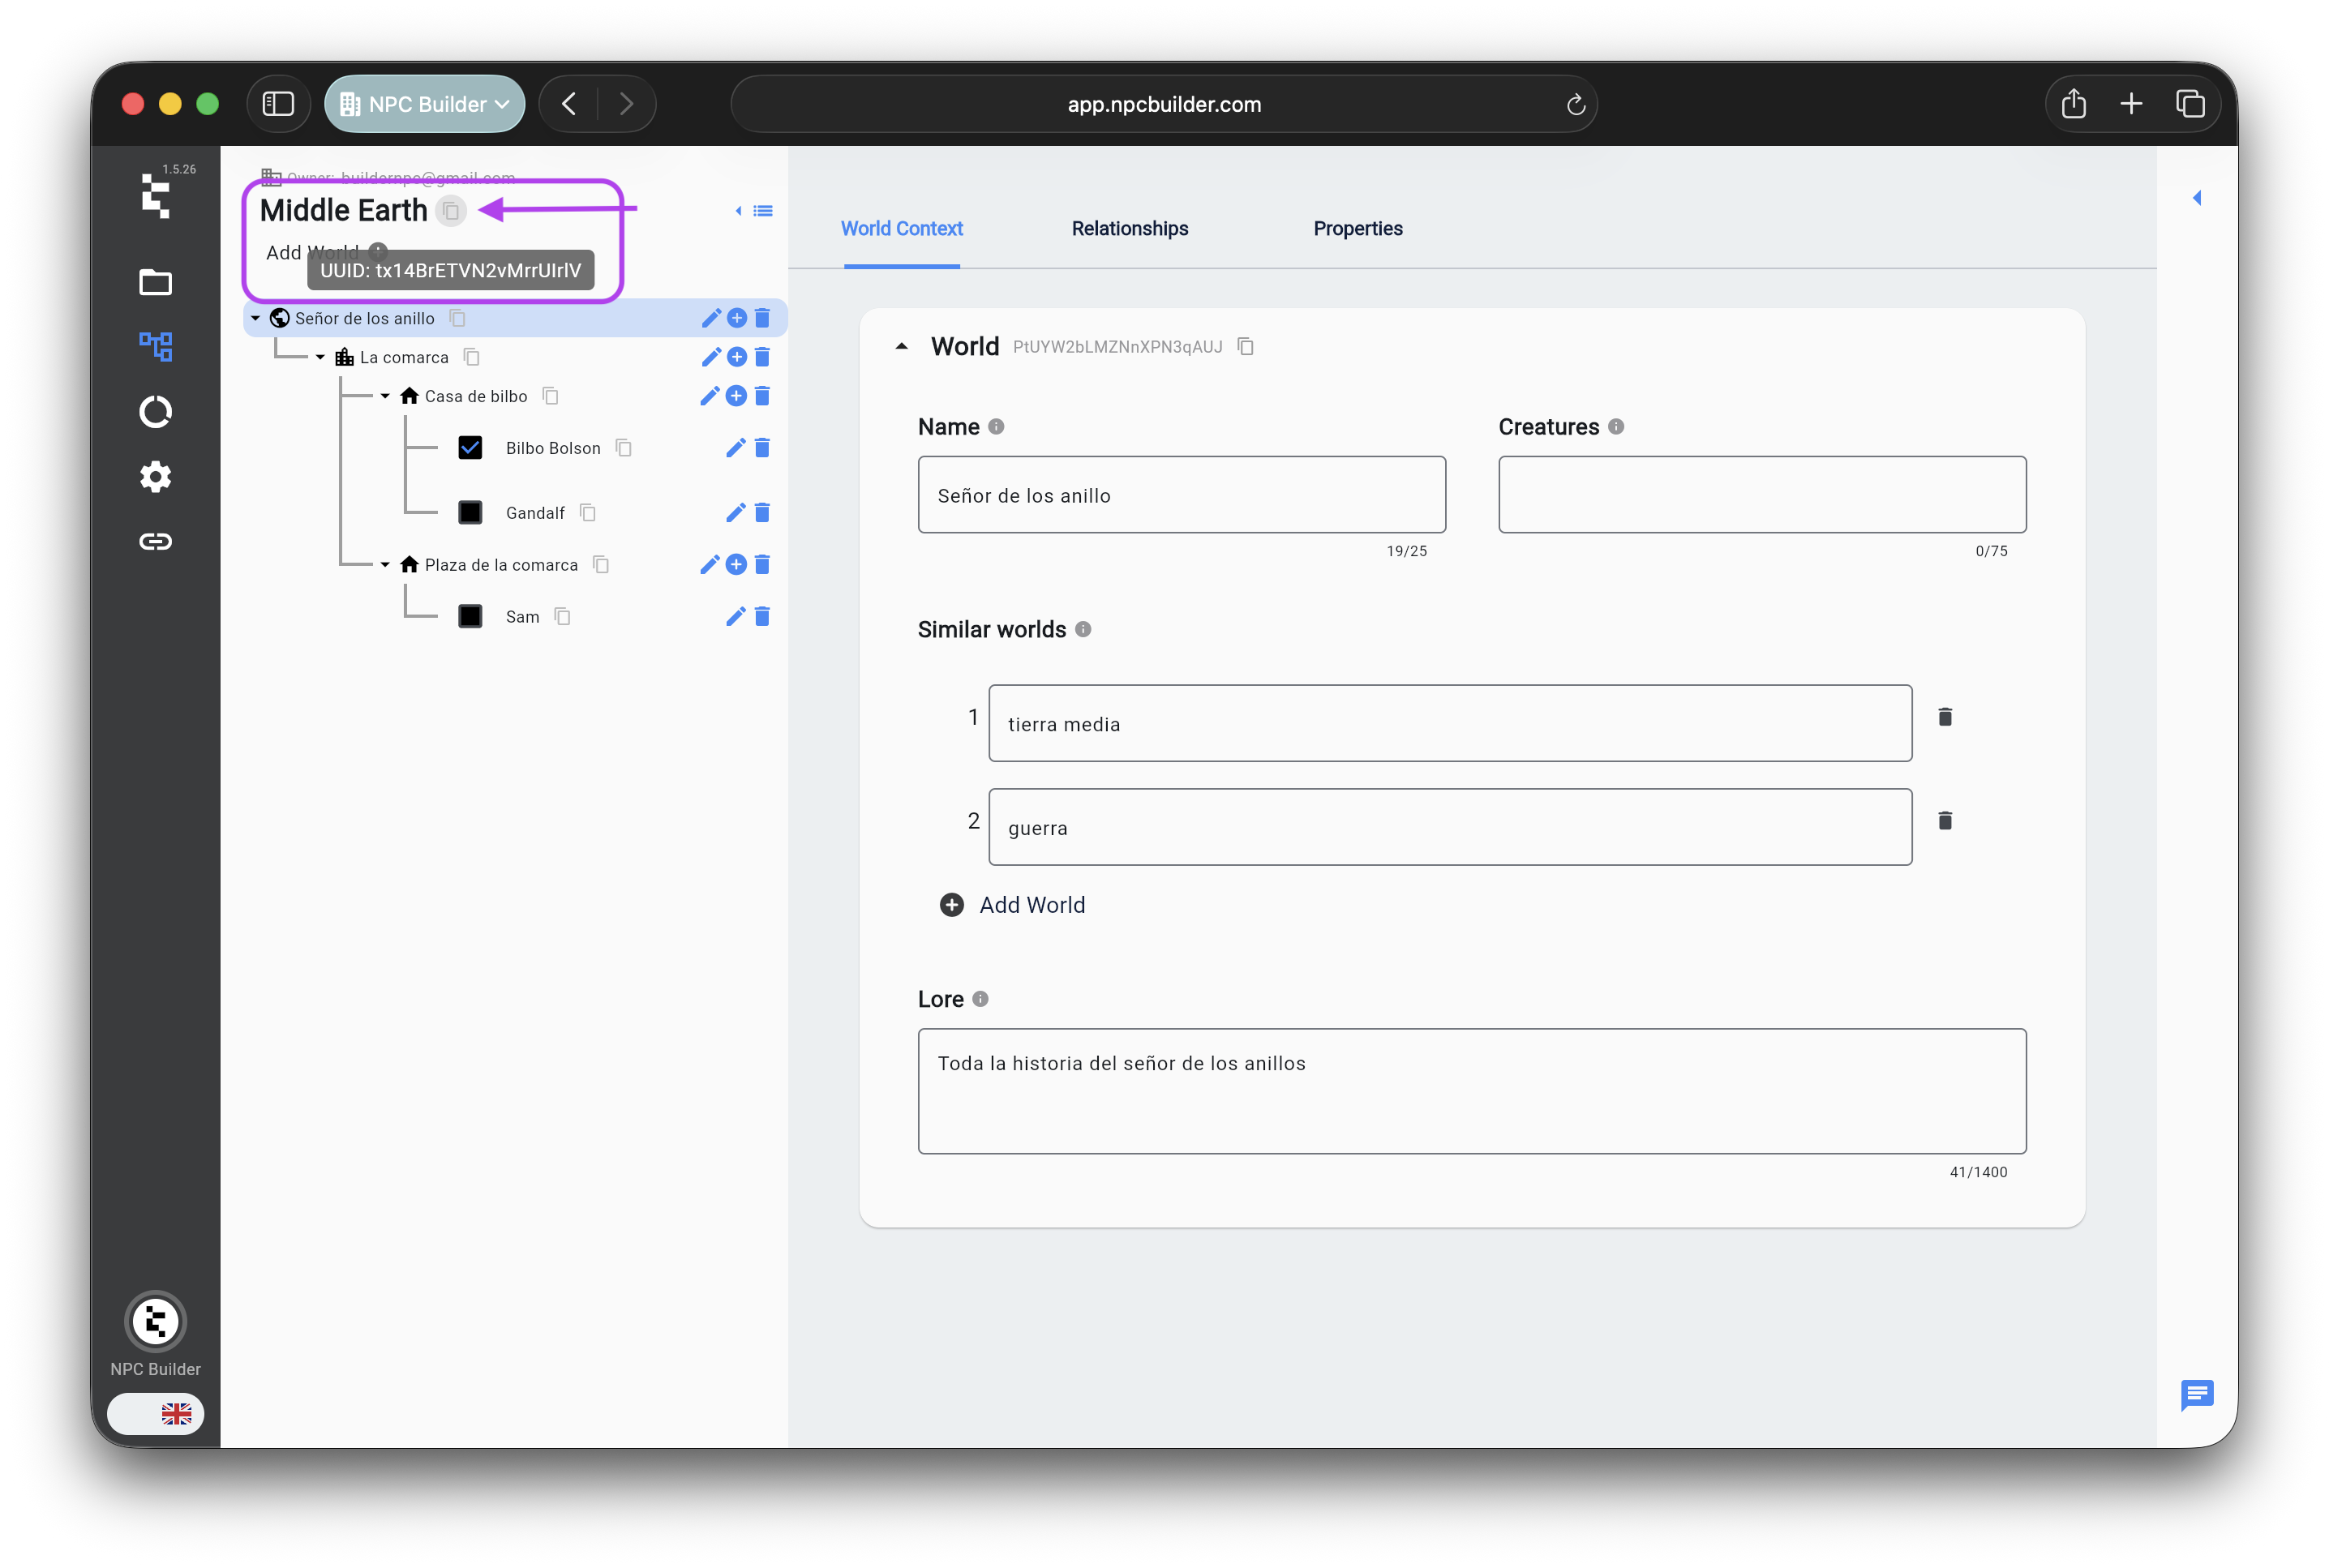 NPC Builder
app.npcbuilder.com
1.5.26
Owner: buildernpc@gmail.com
Middle Earth
Add World
UUID: tx14BrETVN2vMrrUIrlV
Señor de los anillo
La comarca
Casa de bilbo
Bilbo Bolson
Gandalf
Plaza de la comarca
Sam
NPC Builder
World Context
Relationships
Properties
World PtUYW2bLMZNnXPN3qAUJ
Name
Creatures
Señor de los anillo
19/25
0/75
Similar worlds
1 tierra media
2 guerra
Add World
Lore
Toda la historia del señor de los anillos
41/1400